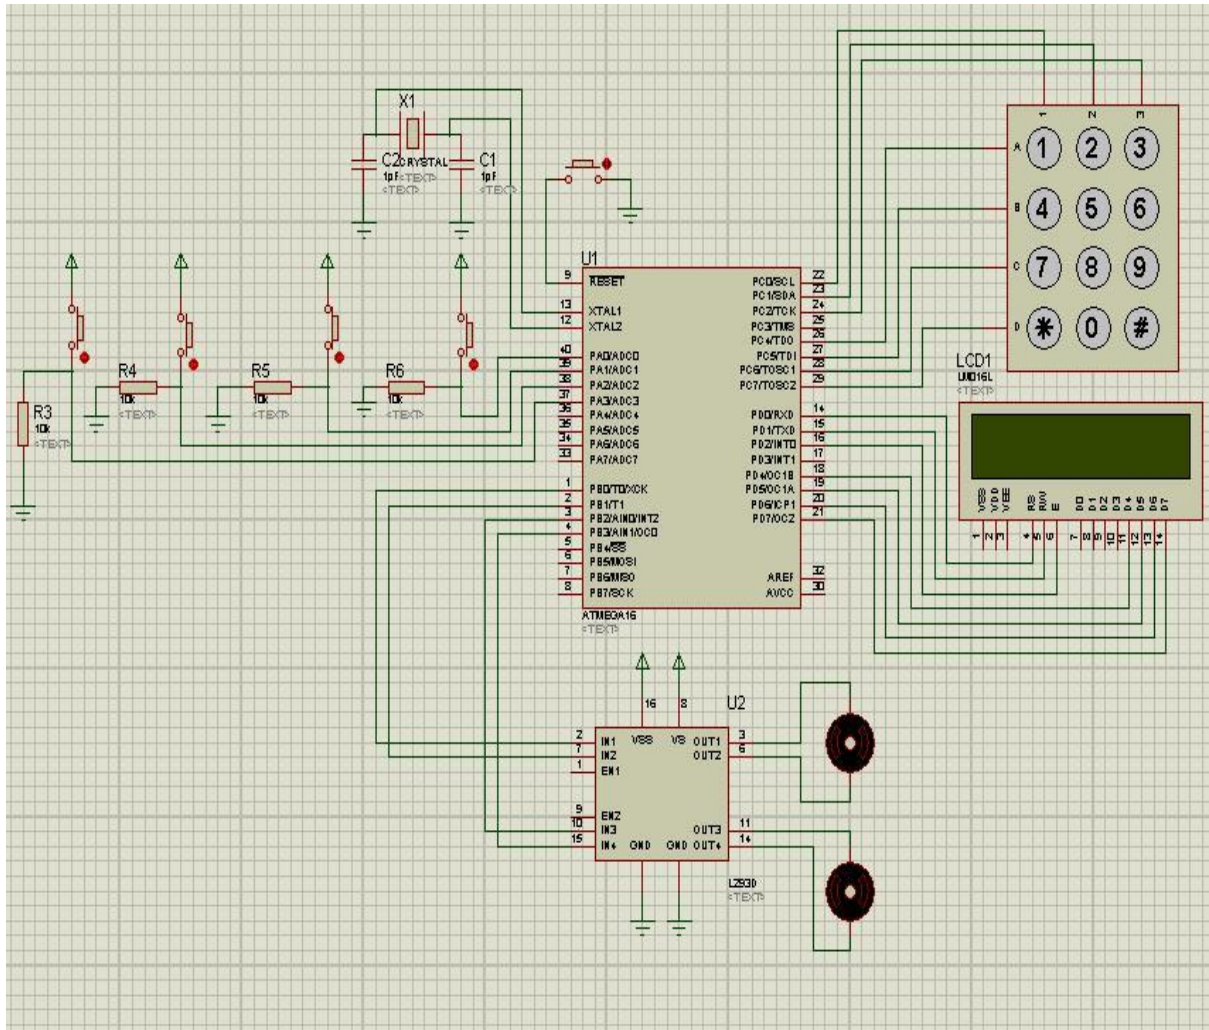 X1
C2
CRYSTAL
C1
1pF
<TEXT>
1pF
<TEXT>
<TEXT>
1 2 3
A 1 2 3
B 4 5 6
C 7 8 9
D * 0 #
U1
9 RESET
13 XTAL1
12 XTAL2
40 PA0/ADC0
39 PA1/ADC1
38 PA2/ADC2
37 PA3/ADC3
36 PA4/ADC4
35 PA5/ADC5
34 PA6/ADC6
33 PA7/ADC7
1 PB0/T0/XCK
2 PB1/T1
3 PB2/AIN0/INT2
4 PB3/AIN1/OC0
5 PB4/SS
6 PB5/MOSI
7 PB6/MISO
8 PB7/SCK
PC0/SCL 22
PC1/SDA 23
PC2/TCK 24
PC3/TMS 25
PC4/TDO 26
PC5/TDI 27
PC6/TOSC1 28
PC7/TOSC2 29
PD0/RXD 14
PD1/TXD 15
PD2/INT0 16
PD3/INT1 17
PD4/OC1B 18
PD5/OC1A 19
PD6/ICP1 20
PD7/OC2 21
AREF 32
AVCC 30
ATMEGA16
<TEXT>
R3
10k
<TEXT>
R4
10k
<TEXT>
R5
10k
<TEXT>
R6
10k
<TEXT>
LCD1
LM016L
<TEXT>
VSS VDD VEE RS RW E D0 D1 D2 D3 D4 D5 D6 D7
1 2 3 4 5 6 7 8 9 10 11 12 13 14
U2
16 8
2 IN1 VSS VS OUT1 3
7 IN2 OUT2 6
1 EN1
9 EN2
10 IN3 OUT3 11
15 IN4 GND GND OUT4 14
L293D
<TEXT>